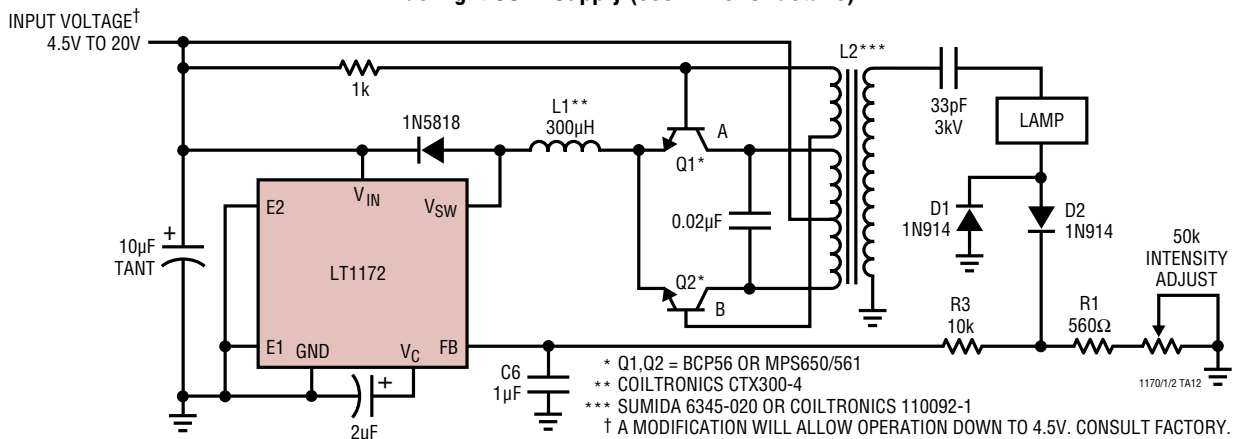 INPUT VOLTAGE†
4.5V TO 20V
1k
1N5818
L1**
300µH
A
Q1*
L2***
33pF
3kV
LAMP
D1
1N914
D2
1N914
50k
INTENSITY
ADJUST
0.02µF
Q2*
B
E2
VIN
VSW
10µF
TANT
+
LT1172
E1
GND
VC
FB
+
2µF
C6
1µF
R3
10k
R1
560Ω
* Q1,Q2 = BCP56 OR MPS650/561
** COILTRONICS CTX300-4
*** SUMIDA 6345-020 OR COILTRONICS 110092-1
† A MODIFICATION WILL ALLOW OPERATION DOWN TO 4.5V. CONSULT FACTORY.
1170/1/2 TA12